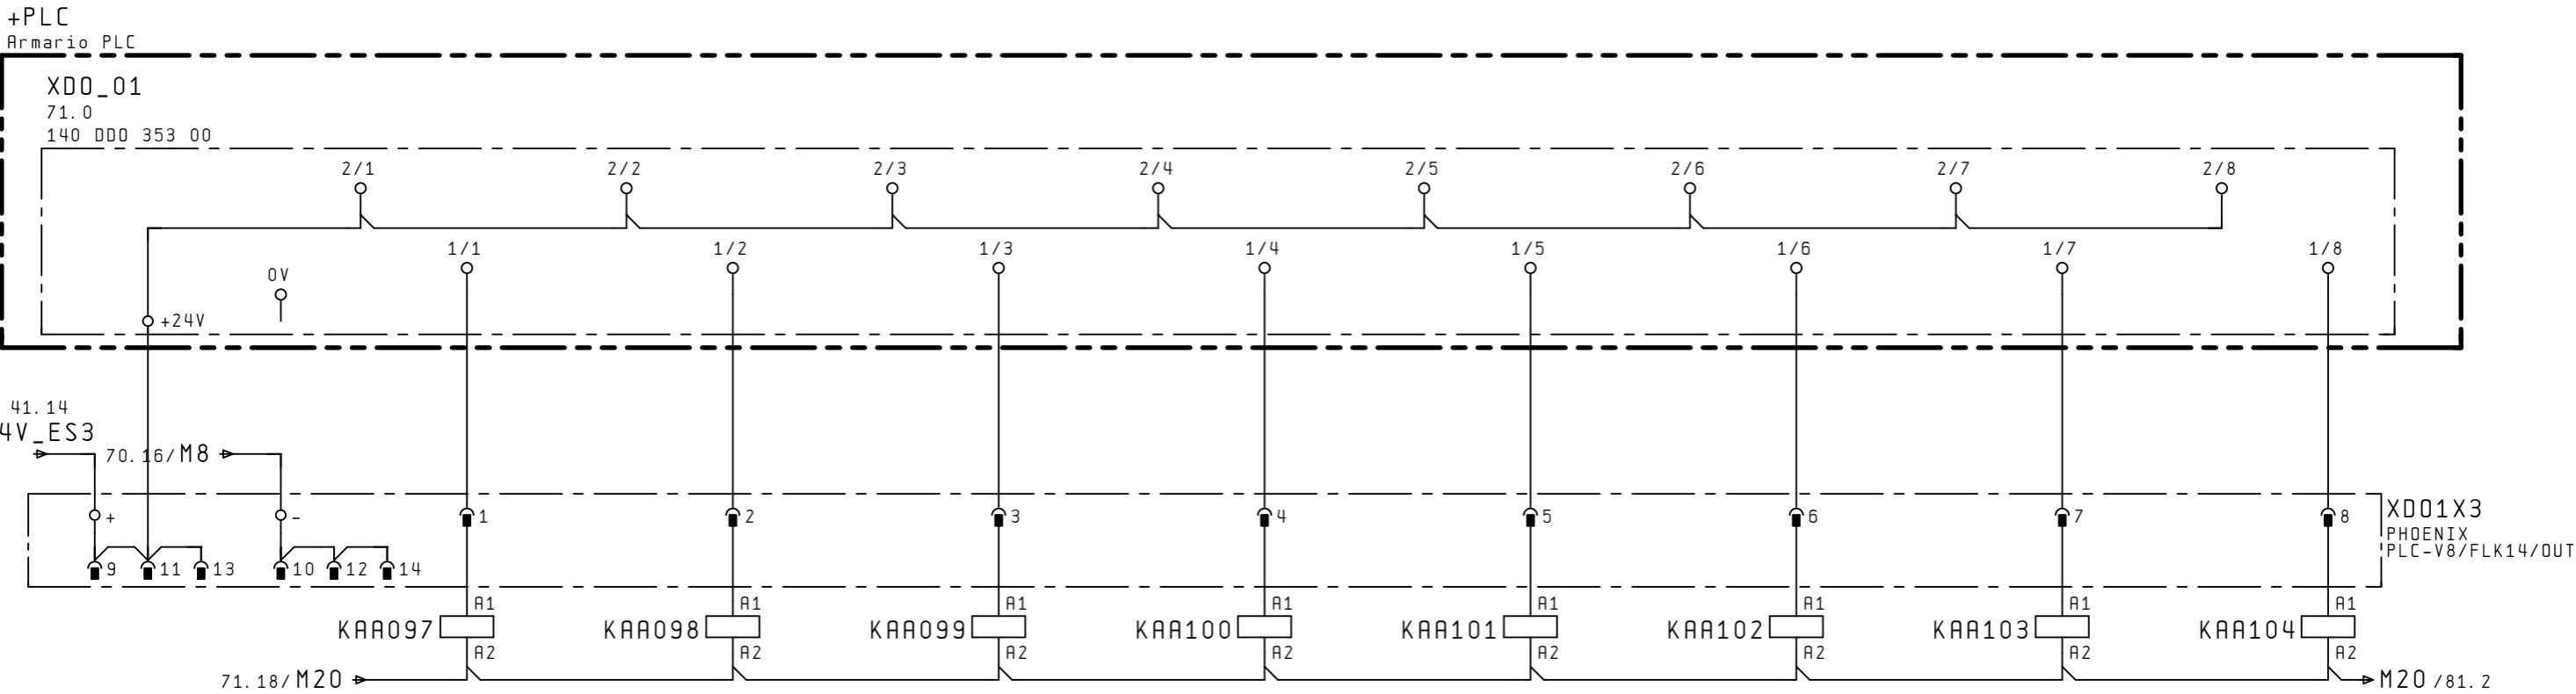 +PLC
Armario PLC
XDO_01
71.0
140 DDO 353 00
2/1 2/2 2/3 2/4 2/5 2/6 2/7 2/8
1/1 1/2 1/3 1/4 1/5 1/6 1/7 1/8
0V
+24V
41.14
4V_ES3
70.16/M8
+ -
1 2 3 4 5 6 7 8
XDO1X3
PHOENIX
PLC-V8/FLK14/OUT
9 11 13 10 12 14
A1 A1 A1 A1 A1 A1 A1 A1
KAA097 KAA098 KAA099 KAA100 KAA101 KAA102 KAA103 KAA104
A2 A2 A2 A2 A2 A2 A2 A2
71.18/M20 M20/81.2